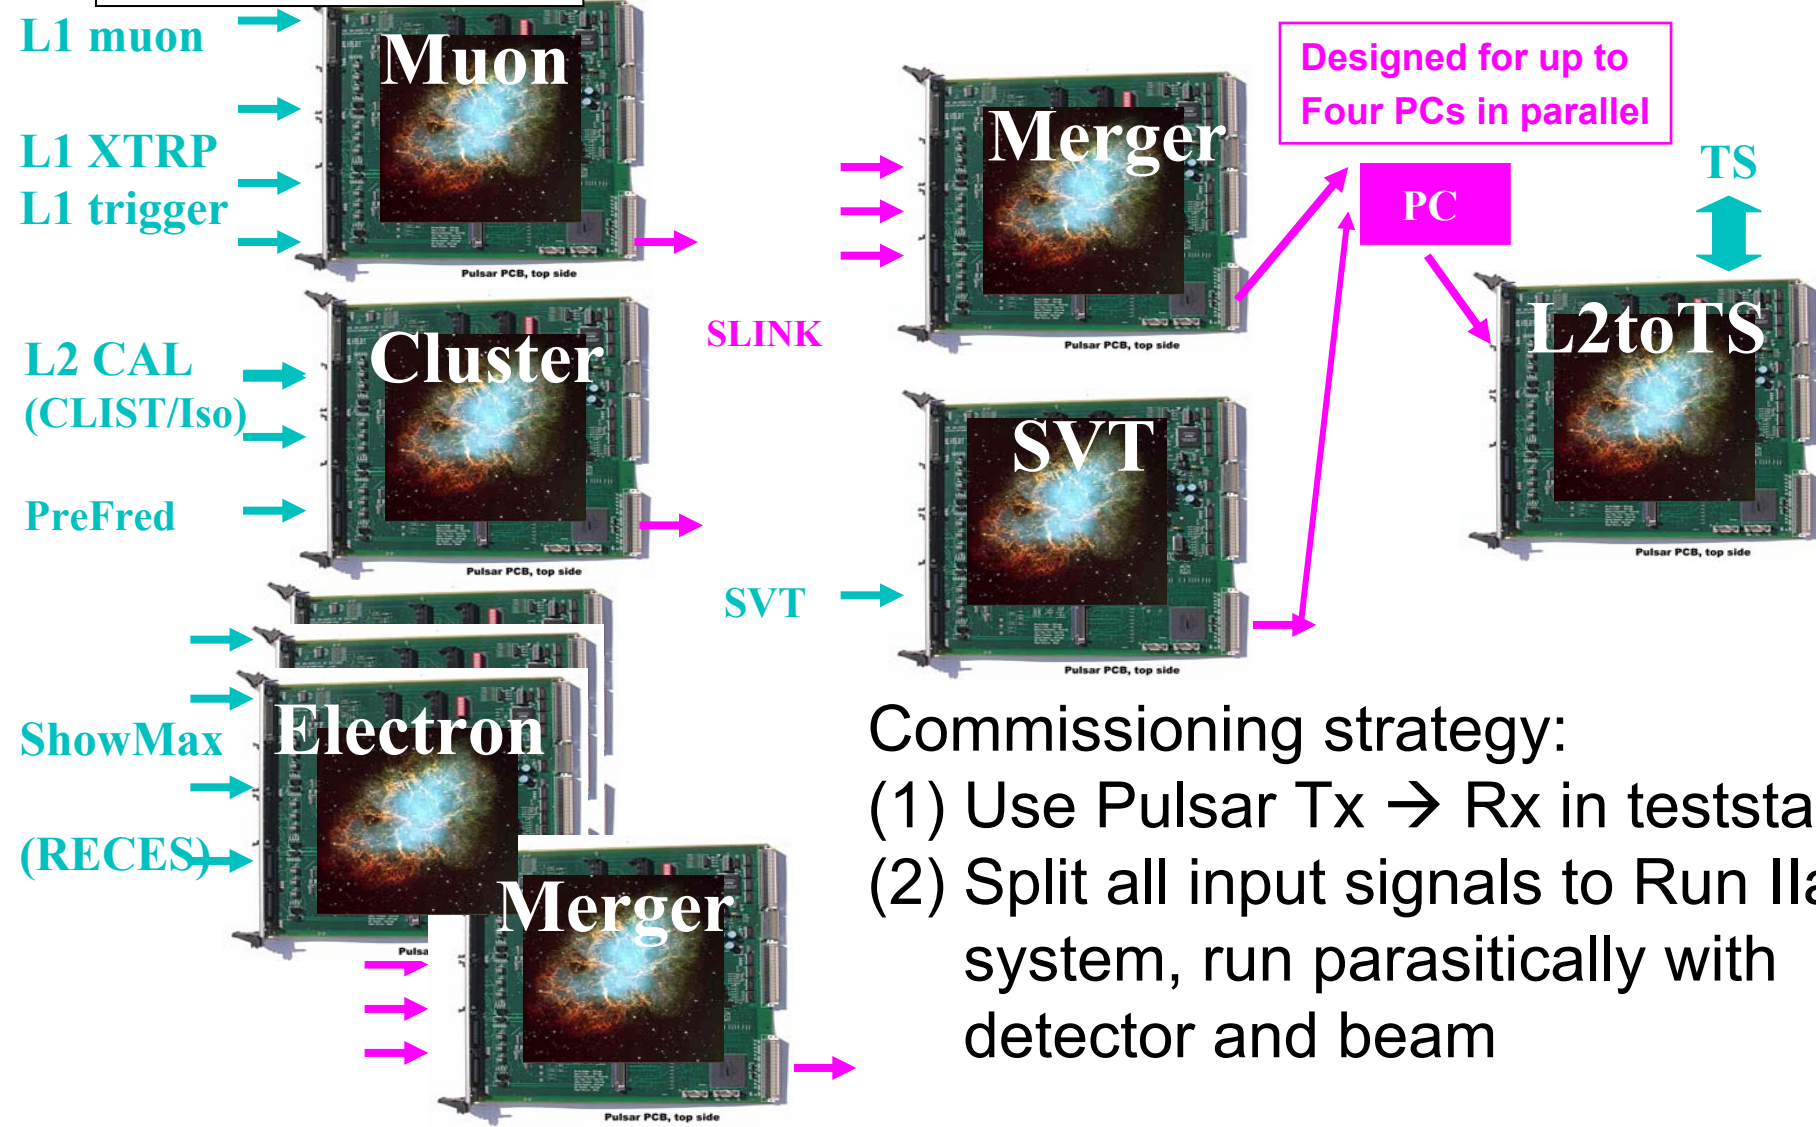 L1 muon
L1 XTRP
L1 trigger
Muon
Pulsar PCB, top side
L2 CAL
(CLIST/Iso)
PreFred
Cluster
Pulsar PCB, top side
ShowMax
(RECES)
Electron
Merger
Pulsar PCB, top side
SLINK
Merger
Pulsar PCB, top side
SVT
SVT
Pulsar PCB, top side
Designed for up to
Four PCs in parallel
PC
TS
L2toTS
Pulsar PCB, top side
Commissioning strategy:
(1) Use Pulsar Tx → Rx in teststa
(2) Split all input signals to Run IIa
system, run parasitically with
detector and beam